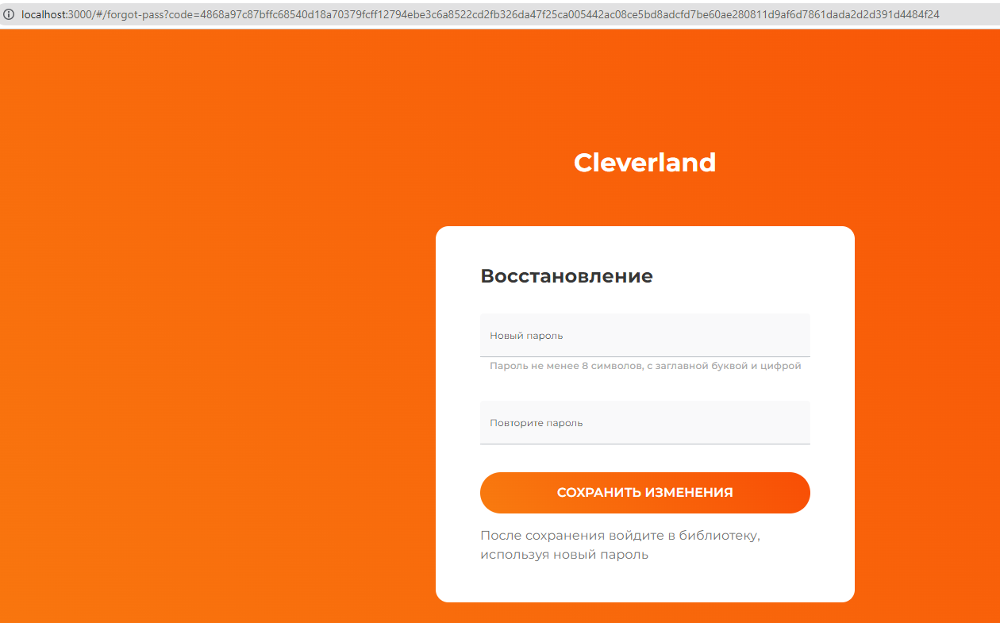 localhost:3000/#/forgot-pass?code=4868a97c87bffc68540d18a70379fcff12794ebe3c6a8522cd2fb326da47f25ca005442ac08ce5bd8adcfd7be60ae280811d9af6d7861dada2d2d391d4484f24
Cleverland
Восстановление
Новый пароль
Пароль не менее 8 символов, с заглавной буквой и цифрой
Повторите пароль
СОХРАНИТЬ ИЗМЕНЕНИЯ
После сохранения войдите в библиотеку,
используя новый пароль